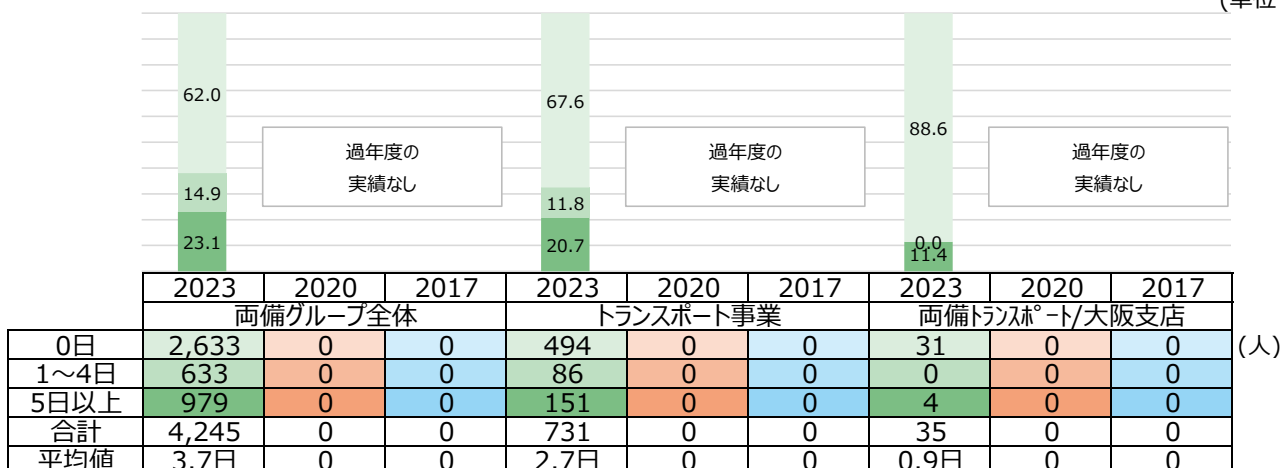 (単位
62.0
67.6
88.6
過年度の
実績なし
過年度の
実績なし
過年度の
実績なし
14.9
11.8
23.1
20.7
0.0
11.4
2023 2020 2017 2023 2020 2017 2023 2020 2017
両備グループ全体 トランスポート事業 両備トランスポート/大阪支店
0日 2,633 0 0 494 0 0 31 0 0 (人)
1～4日 633 0 0 86 0 0 0 0 0
5日以上 979 0 0 151 0 0 4 0 0
合計 4,245 0 0 731 0 0 35 0 0
平均値 3.7日 0 0 2.7日 0 0 0.9日 0 0